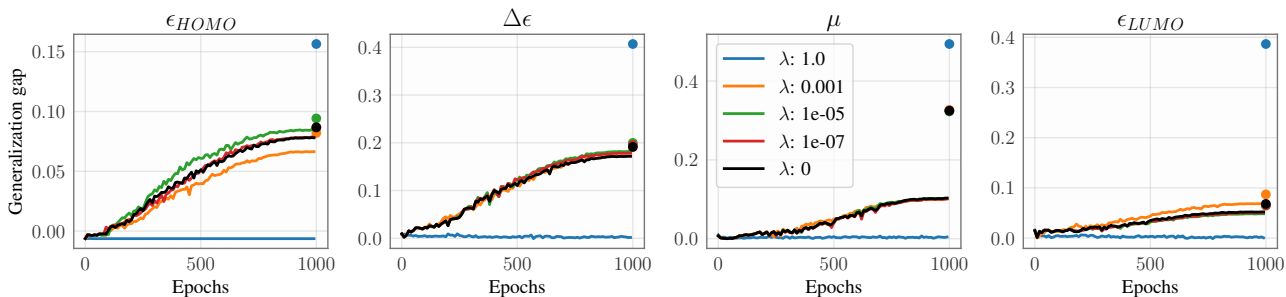 ϵ_HOMO
Δϵ
μ
ϵ_LUMO
Generalization gap
0.15
0.10
0.05
0.00
0 500 1000
Epochs
0.4
0.3
0.2
0.1
0.0
0 500 1000
Epochs
0.4
0.2
0.0
λ: 1.0
λ: 0.001
λ: 1e-05
λ: 1e-07
λ: 0
0 500 1000
Epochs
0.4
0.3
0.2
0.1
0.0
0 500 1000
Epochs